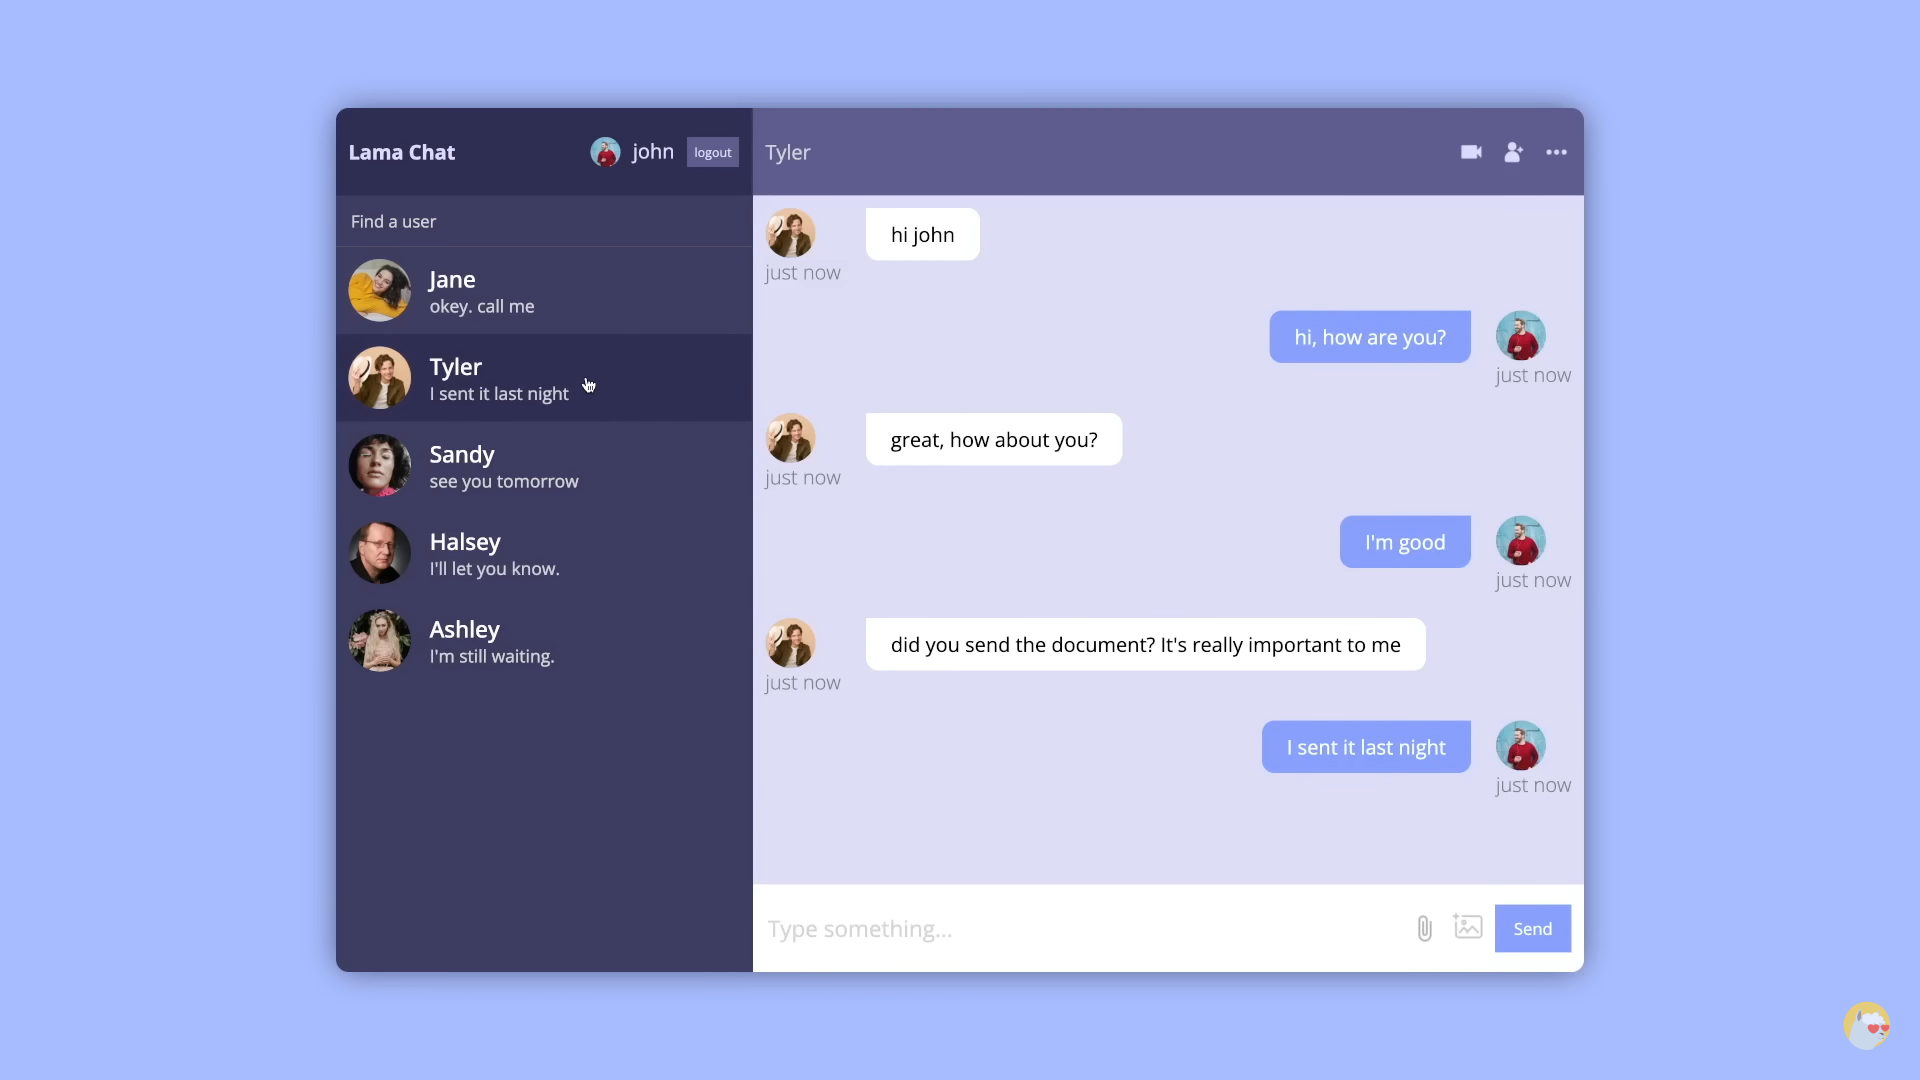 Lama Chat
john
logout
Find a user
Jane
okey. call me
Tyler
I sent it last night
Sandy
see you tomorrow
Halsey
I'll let you know.
Ashley
I'm still waiting.
Tyler
hi john
just now
hi, how are you?
just now
great, how about you?
just now
I'm good
just now
did you send the document? It's really important to me
just now
I sent it last night
just now
Type something...
Send